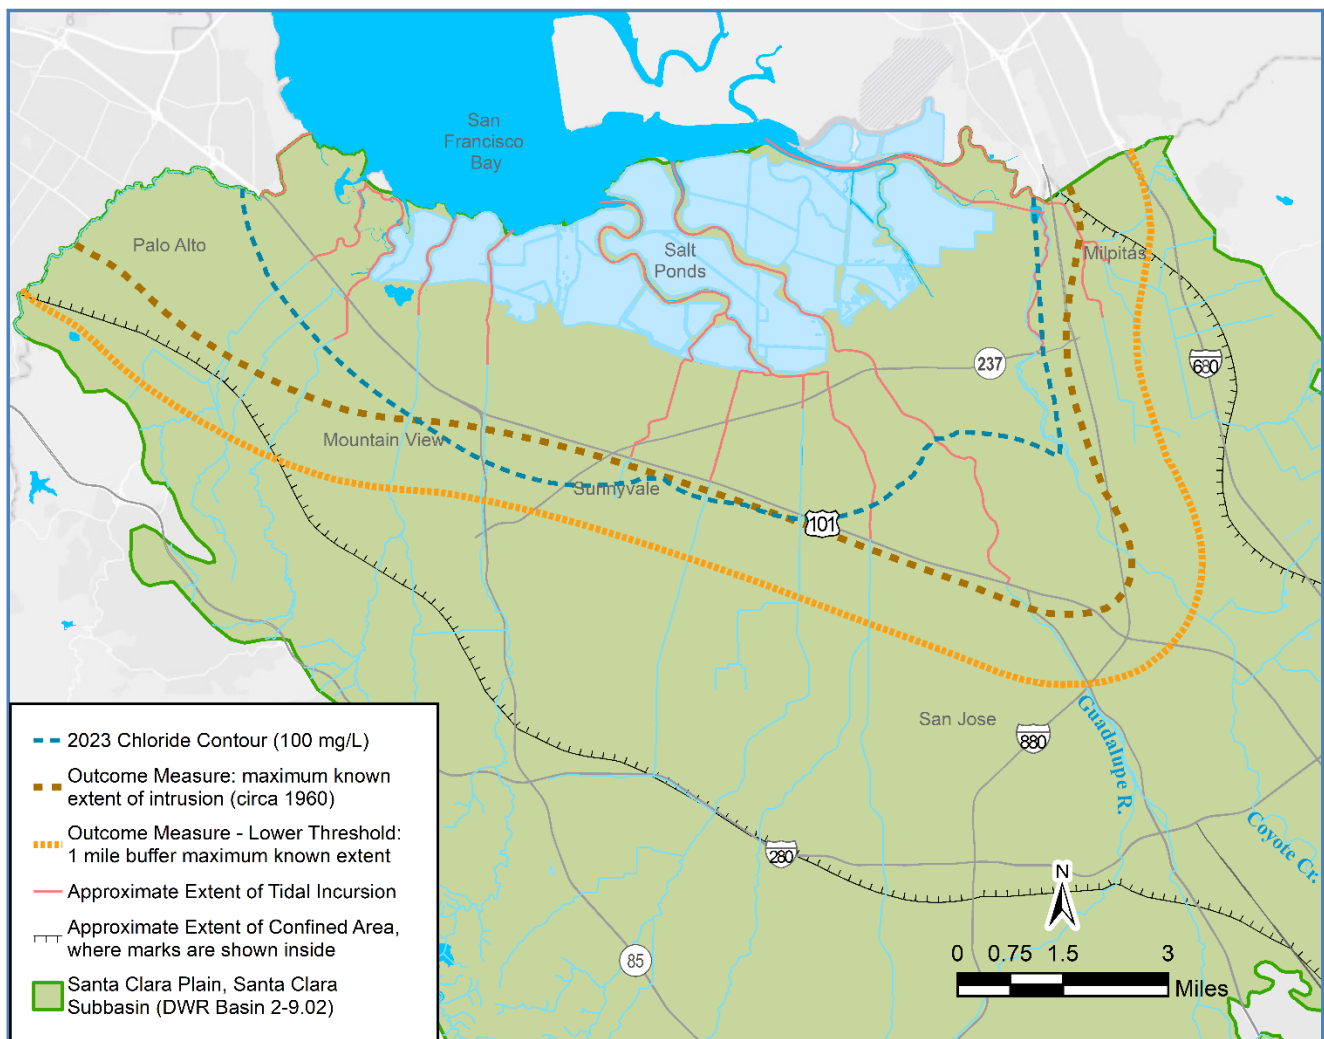 San
Francisco
Bay
Palo Alto
Salt
Ponds
Milpitas
237
680
Mountain View
Sunnyvale
101
San Jose
880
Guadalupe R.
Coyote Cr.
280
85
N
0 0.75 1.5 3
Miles
2023 Chloride Contour (100 mg/L)
Outcome Measure: maximum known
extent of intrusion (circa 1960)
Outcome Measure - Lower Threshold:
1 mile buffer maximum known extent
Approximate Extent of Tidal Incursion
Approximate Extent of Confined Area,
where marks are shown inside
Santa Clara Plain, Santa Clara
Subbasin (DWR Basin 2-9.02)